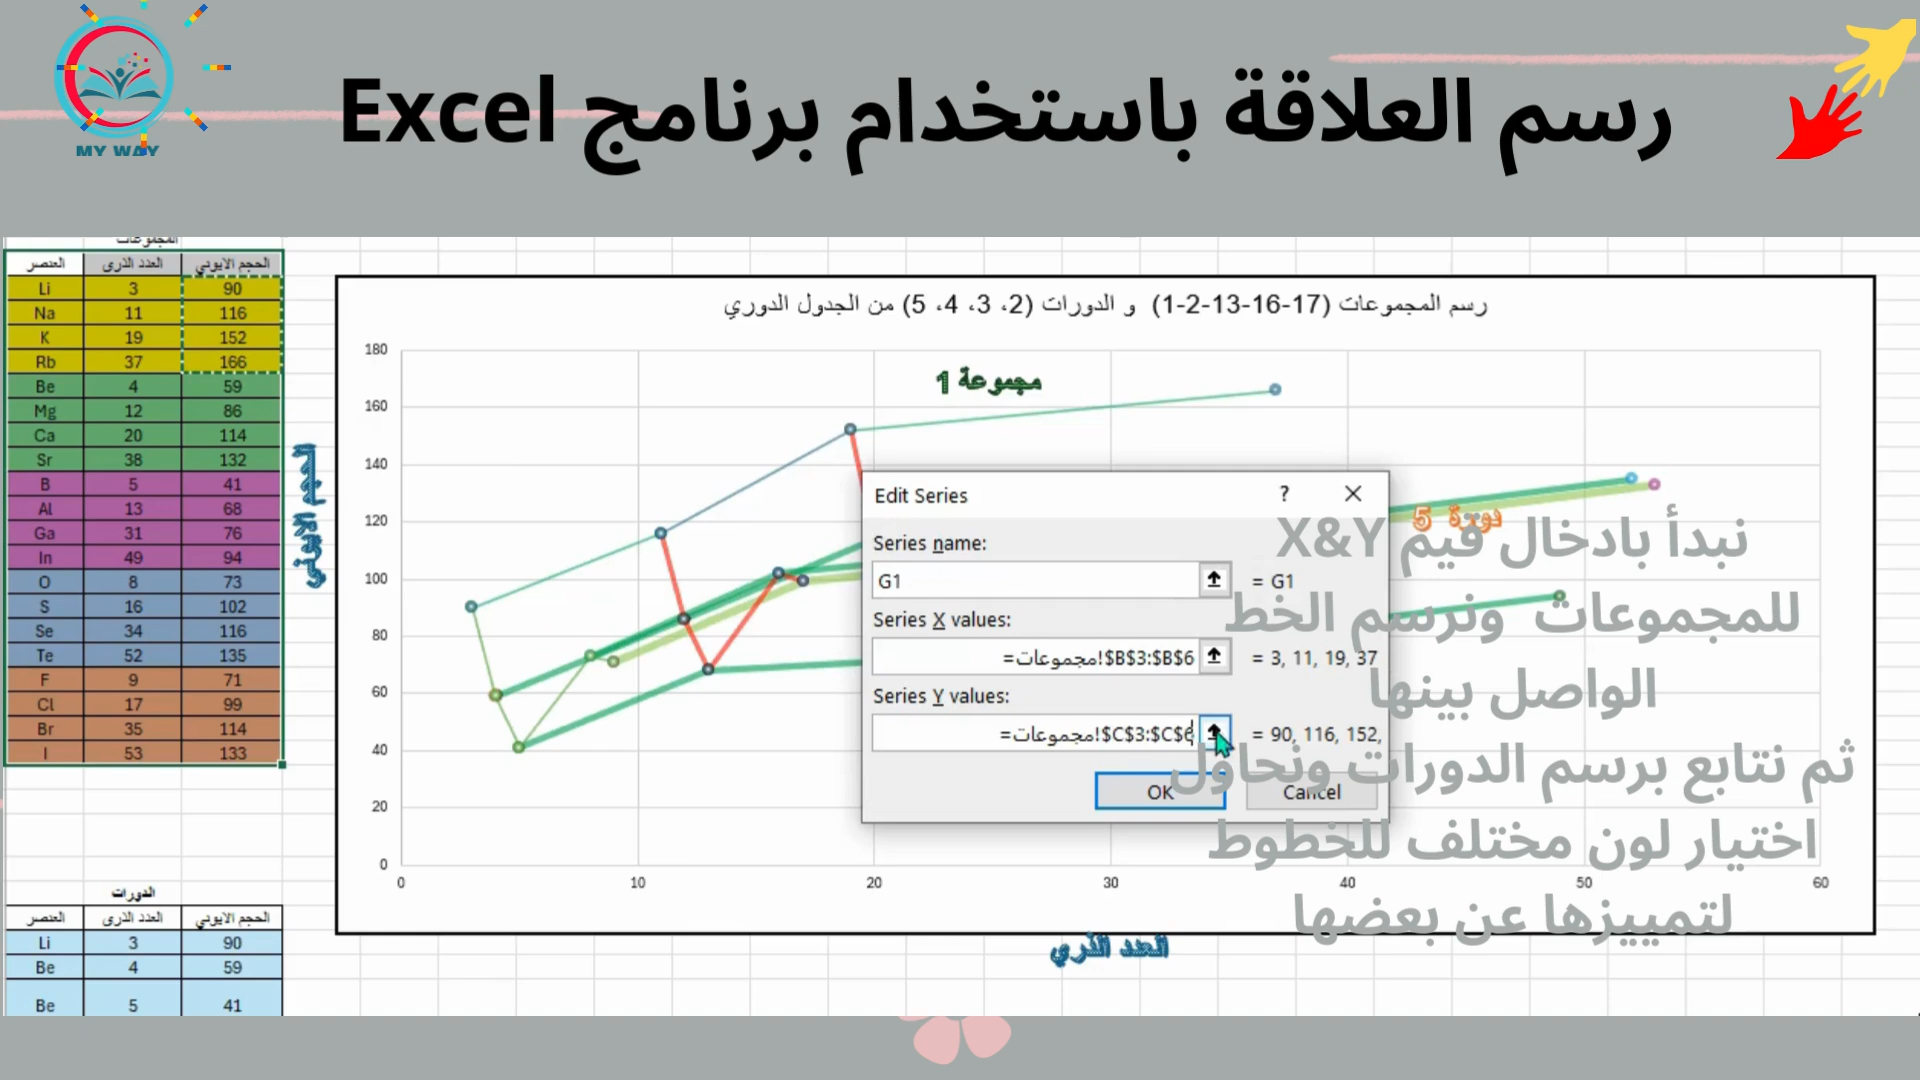 MY WAY
رسم العلاقة باستخدام برنامج Excel
المجموعات
العنصر العدد الذري الحجم الايوني
Li 3 90
Na 11 116
K 19 152
Rb 37 166
Be 4 59
Mg 12 86
Ca 20 114
Sr 38 132
B 5 41
Al 13 68
Ga 31 76
In 49 94
O 8 73
S 16 102
Se 34 116
Te 52 135
F 9 71
Cl 17 99
Br 35 114
I 53 133
الدورات
العنصر العدد الذري الحجم الايوني
Li 3 90
Be 4 59
Be 5 41
الحجم الايوني
رسم المجموعات (17-16-13-2-1) و الدورات (2، 3، 4، 5) من الجدول الدوري
180
160
140
120
100
80
60
40
20
0
0 10 20 30 40 50 60
مجموعة 1
دورة 5
العدد الذري
Edit Series ?
Series name:
G1 = G1
Series X values:
=مجموعات!$B$3:$B$6 = 3, 11, 19, 37
Series Y values:
=مجموعات!$C$3:$C$6 = 90, 116, 152,
OK Cancel
نبدأ بادخال قيم X&Y
للمجموعات ونرسم الخط
الواصل بينها
ثم نتابع برسم الدورات ونحاول
اختيار لون مختلف للخطوط
لتمييزها عن بعضها